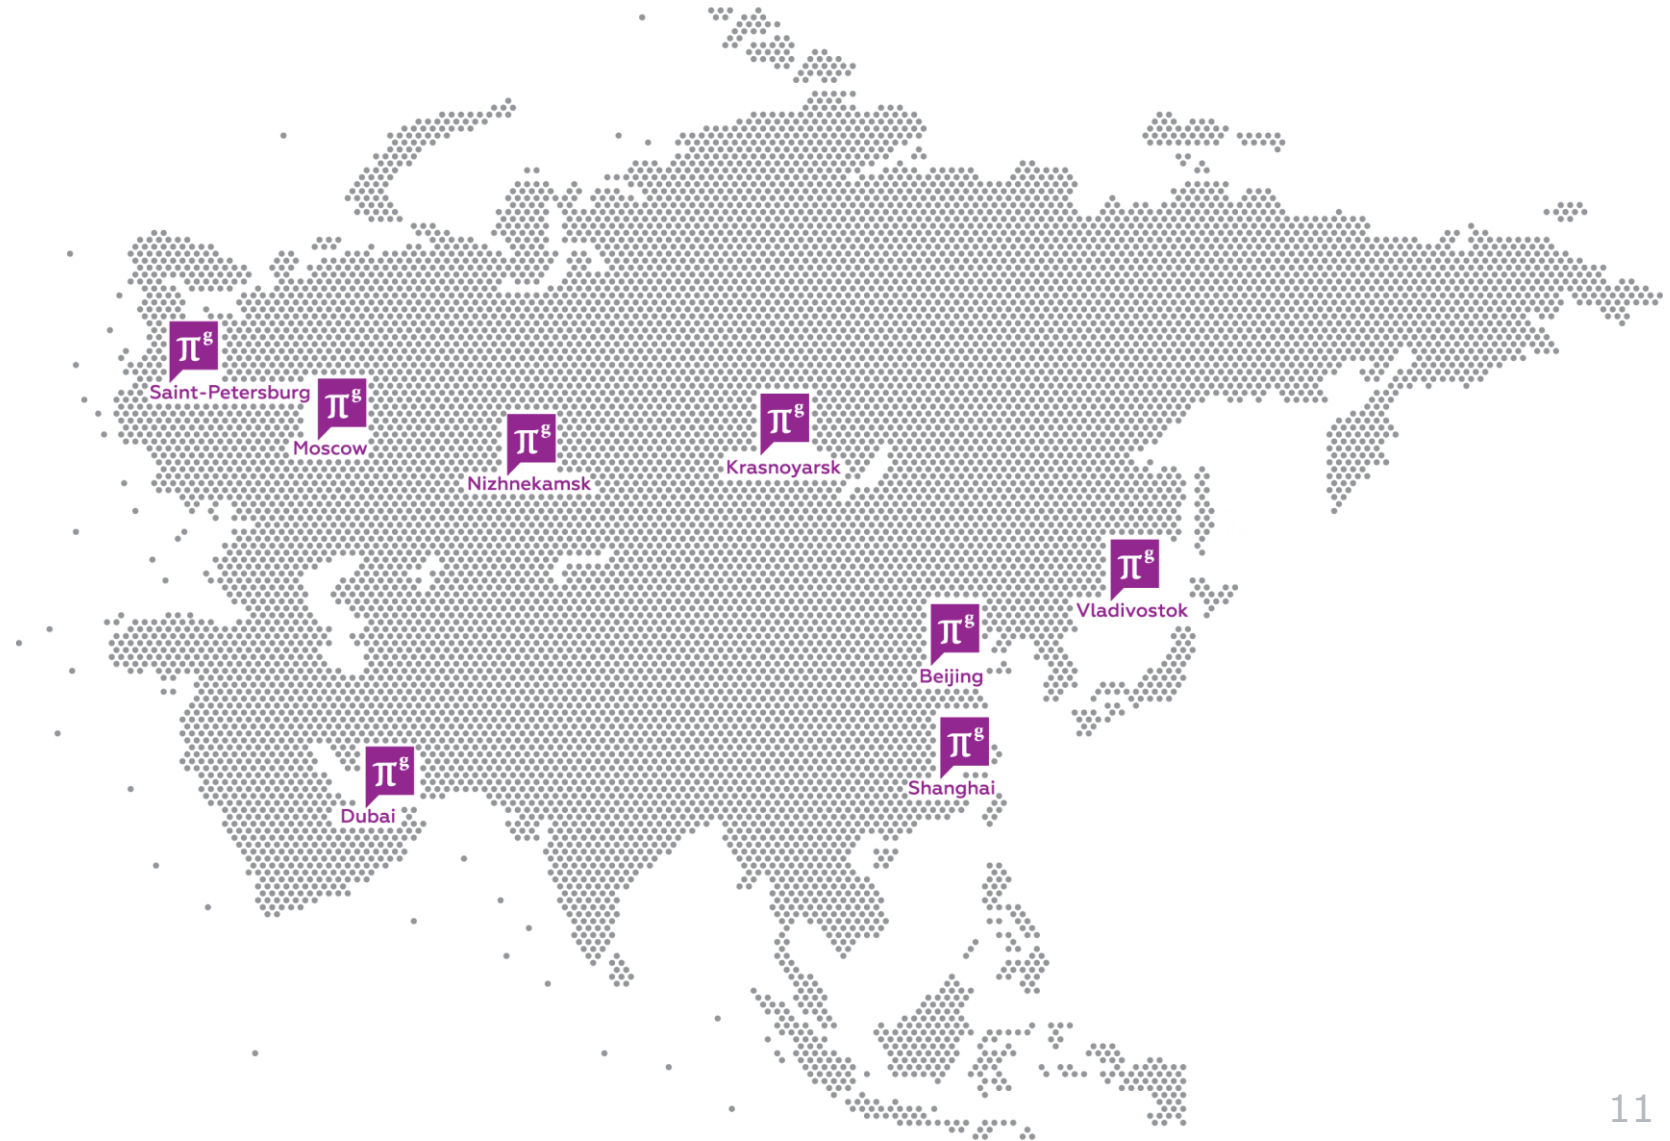 πg
Saint-Petersburg
πg
Moscow
πg
Nizhnekamsk
πg
Krasnoyarsk
πg
Vladivostok
πg
Beijing
πg
Shanghai
πg
Dubai
11